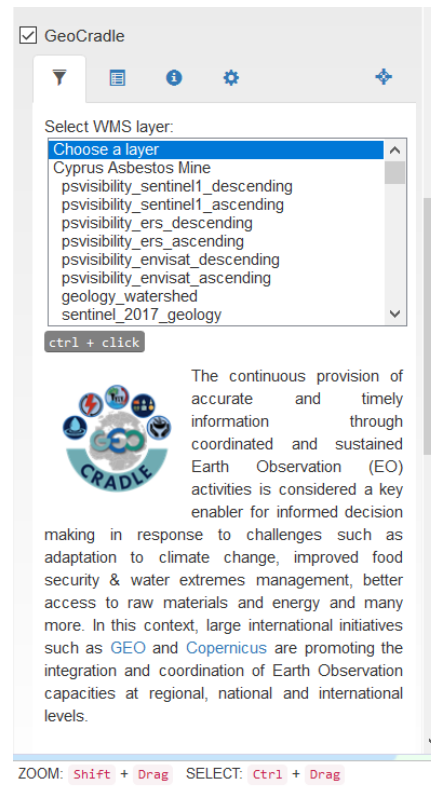 GeoCradle
Select WMS layer:
Choose a layer
Cyprus Asbestos Mine
psvisibility_sentinel1_descending
psvisibility_sentinel1_ascending
psvisibility_ers_descending
psvisibility_ers_ascending
psvisibility_envisat_descending
psvisibility_envisat_ascending
geology_watershed
sentinel_2017_geology
ctrl + click
GEO
CRADLE
The continuous provision of
accurate and timely
information through
coordinated and sustained
Earth Observation (EO)
activities is considered a key
enabler for informed decision
making in response to challenges such as
adaptation to climate change, improved food
security & water extremes management, better
access to raw materials and energy and many
more. In this context, large international initiatives
such as GEO and Copernicus are promoting the
integration and coordination of Earth Observation
capacities at regional, national and international
levels.
ZOOM: Shift + Drag SELECT: Ctrl + Drag